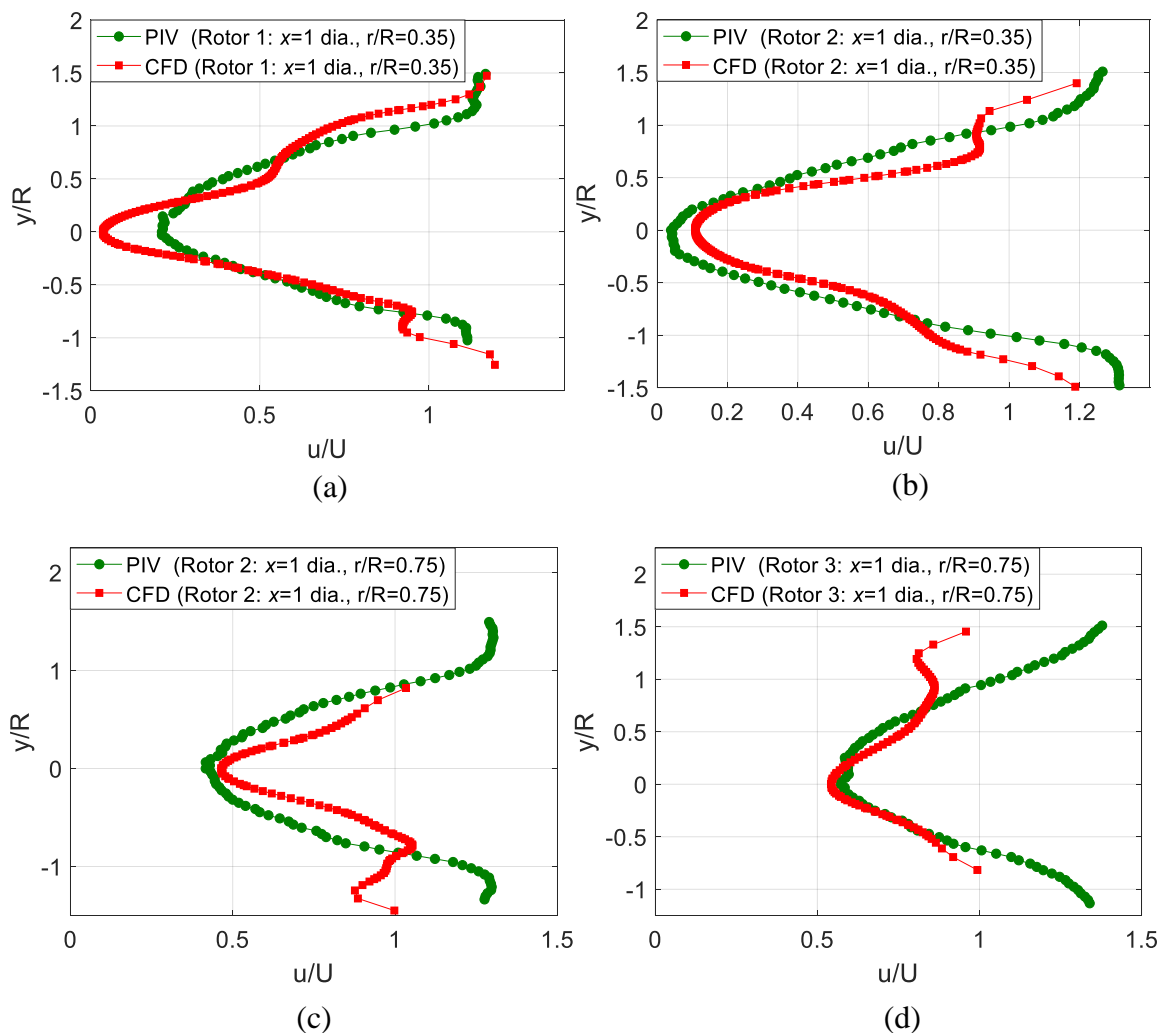 2
PIV (Rotor 1: x=1 dia., r/R=0.35)
CFD (Rotor 1: x=1 dia., r/R=0.35)
1.5
1
0.5
0
-0.5
-1
-1.5
y/R
0
0.5
1
u/U
(a)
2
PIV (Rotor 2: x=1 dia., r/R=0.35)
CFD (Rotor 2: x=1 dia., r/R=0.35)
1.5
1
0.5
0
-0.5
-1
-1.5
y/R
0
0.2
0.4
0.6
0.8
1
1.2
u/U
(b)
2
PIV (Rotor 2: x=1 dia., r/R=0.75)
CFD (Rotor 2: x=1 dia., r/R=0.75)
1
0
-1
y/R
0
0.5
1
1.5
u/U
(c)
2
PIV (Rotor 3: x=1 dia., r/R=0.75)
CFD (Rotor 3: x=1 dia., r/R=0.75)
1.5
1
0.5
0
-0.5
-1
y/R
0
0.5
1
1.5
u/U
(d)